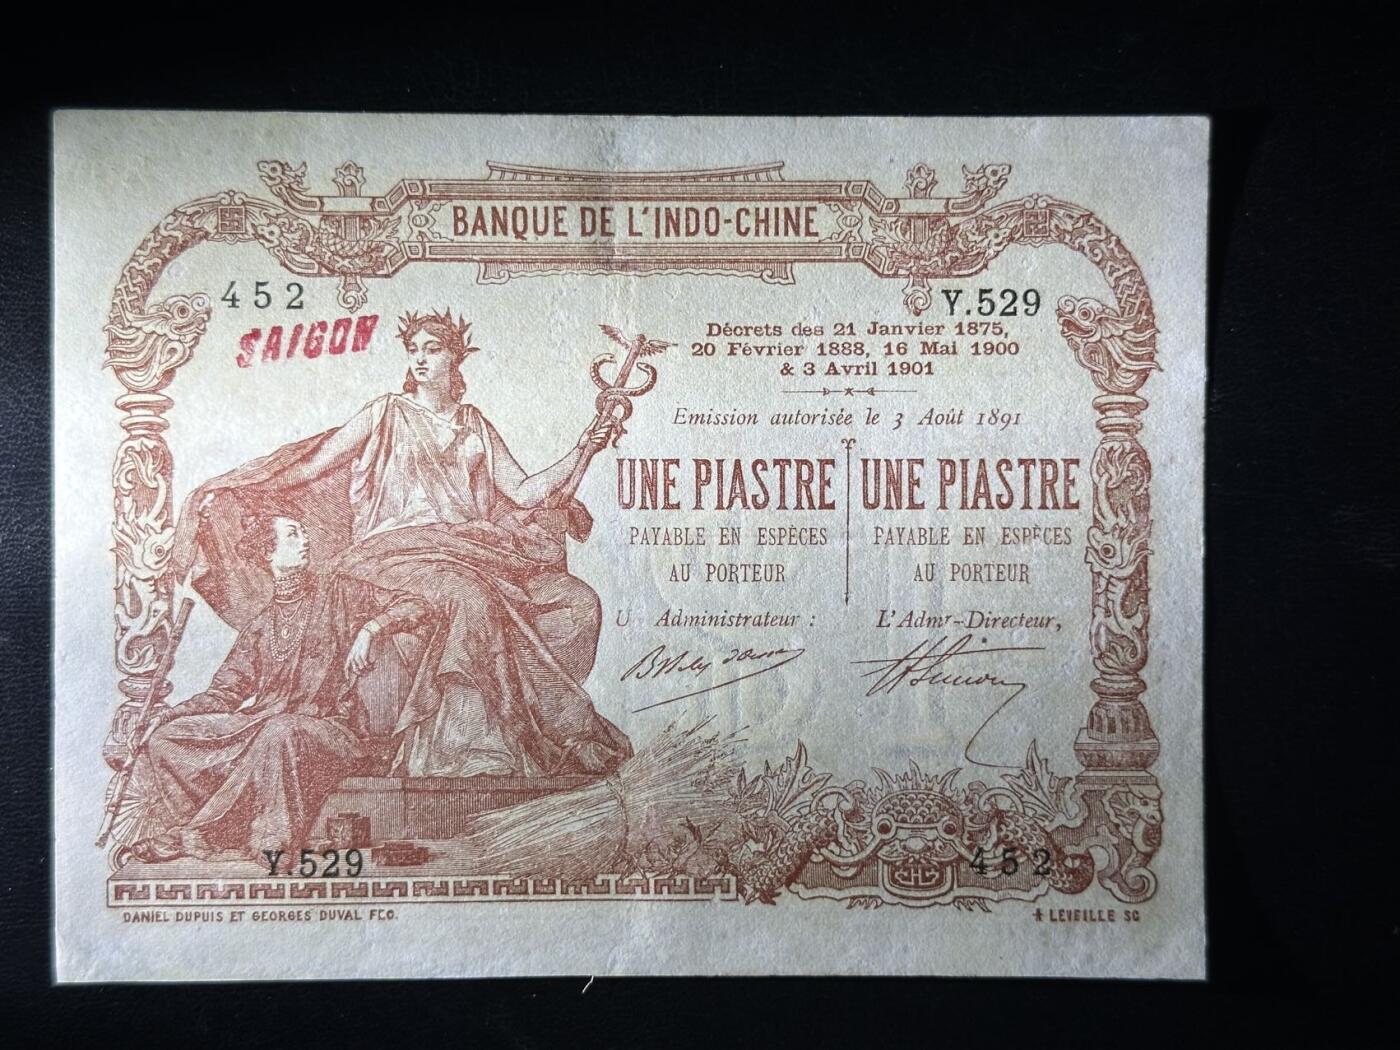 BANQUE DE L'INDO-CHINE
452
Y.529
SAIGON
Décrets des 21 Janvier 1875,
20 Février 1888, 16 Mai 1900
& 3 Avril 1901
Emission autorisée le 3 Août 1891
UNE PIASTRE UNE PIASTRE
PAYABLE EN ESPÈCES PAYABLE EN ESPÈCES
AU PORTEUR AU PORTEUR
U Administrateur : L'Admr-Directeur,
Y.529
452
DANIEL DUPUIS ET GEORGES DUVAL FEC.
A LEVEILLE SC